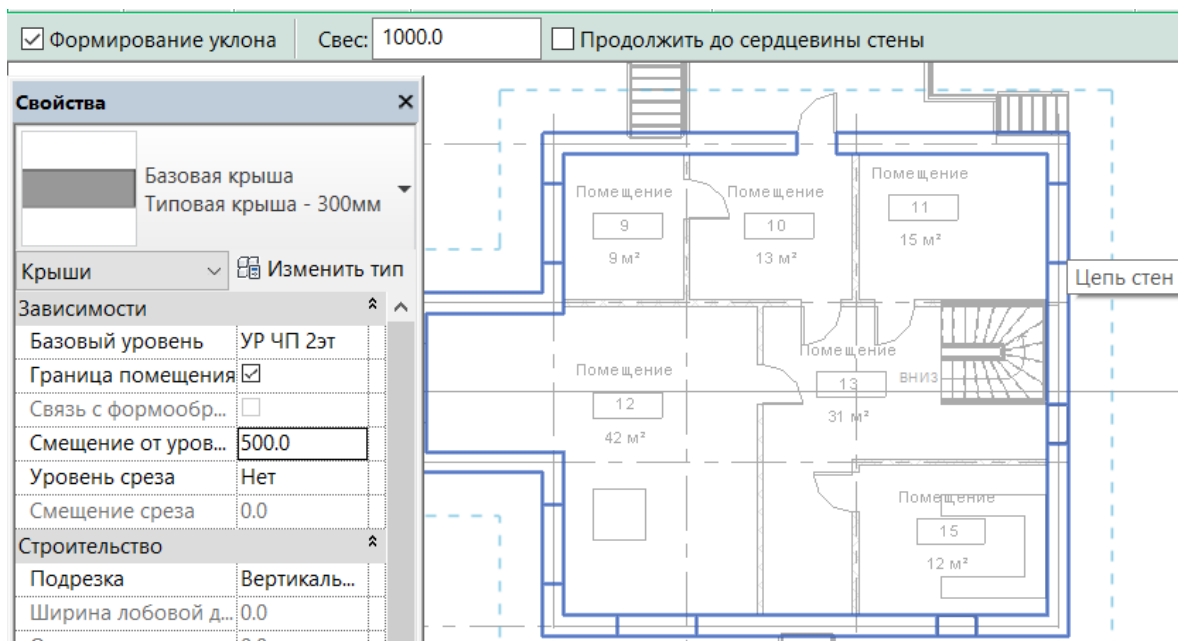 Формирование уклона Свес: 1000.0 Продолжить до сердцевины стены
Свойства
Базовая крыша
Типовая крыша - 300мм
Крыши Изменить тип
Зависимости
Базовый уровень УР ЧП 2эт
Граница помещения
Связь с формообр...
Смещение от уров... 500.0
Уровень среза Нет
Смещение среза 0.0
Строительство
Подрезка Вертикаль...
Ширина лобовой д... 0.0
Помещение
9
9 м²
Помещение
10
13 м²
Помещение
11
15 м²
Цепь стен
Помещение
12
42 м²
Помещение
13
31 м²
ВНИЗ
Помещение
15
12 м²